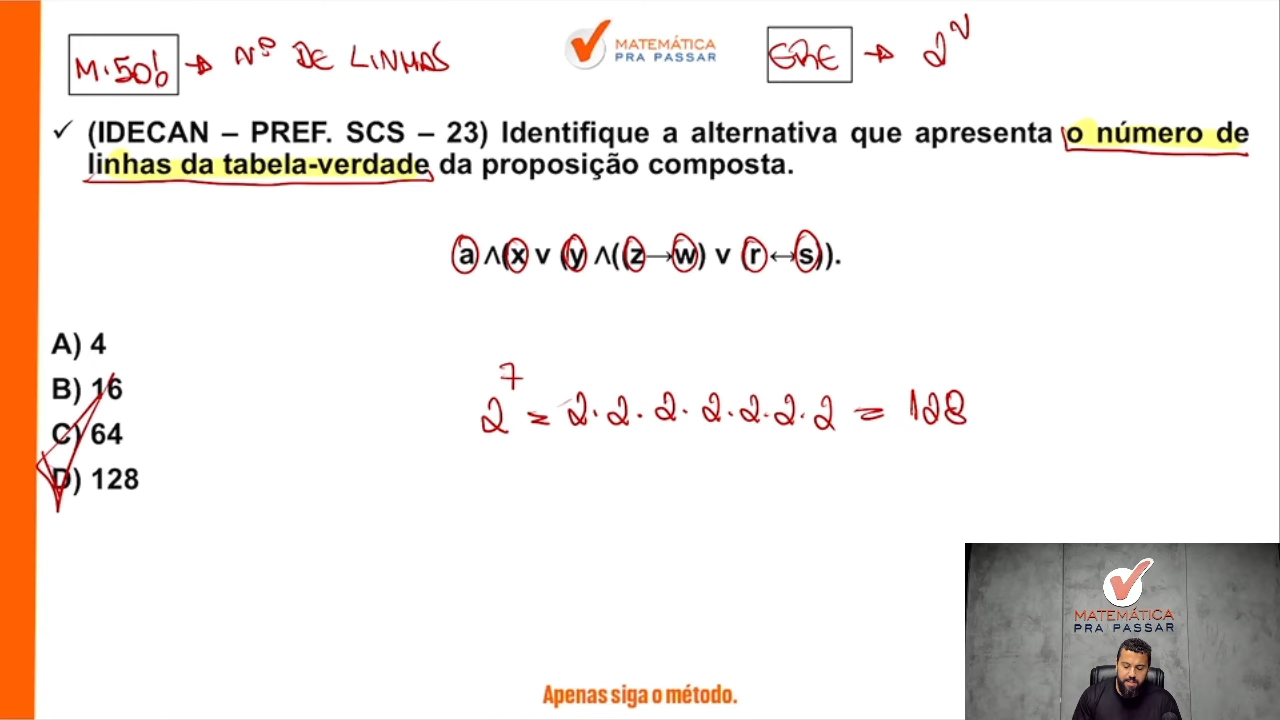 M.50% → Nº DE LINHAS
MATEMÁTICA
PRA PASSAR
→ 2ⱽ
✓ (IDECAN – PREF. SCS – 23) Identifique a alternativa que apresenta o número de
linhas da tabela-verdade da proposição composta.
a ∧(x ∨ (y ∧((z→w) ∨ (r ↔s)).
A) 4
B) 16
C) 64
D) 128
2⁷ = 2·2·2·2·2·2·2 = 128
MATEMÁTICA
PRA PASSAR
Apenas siga o método.